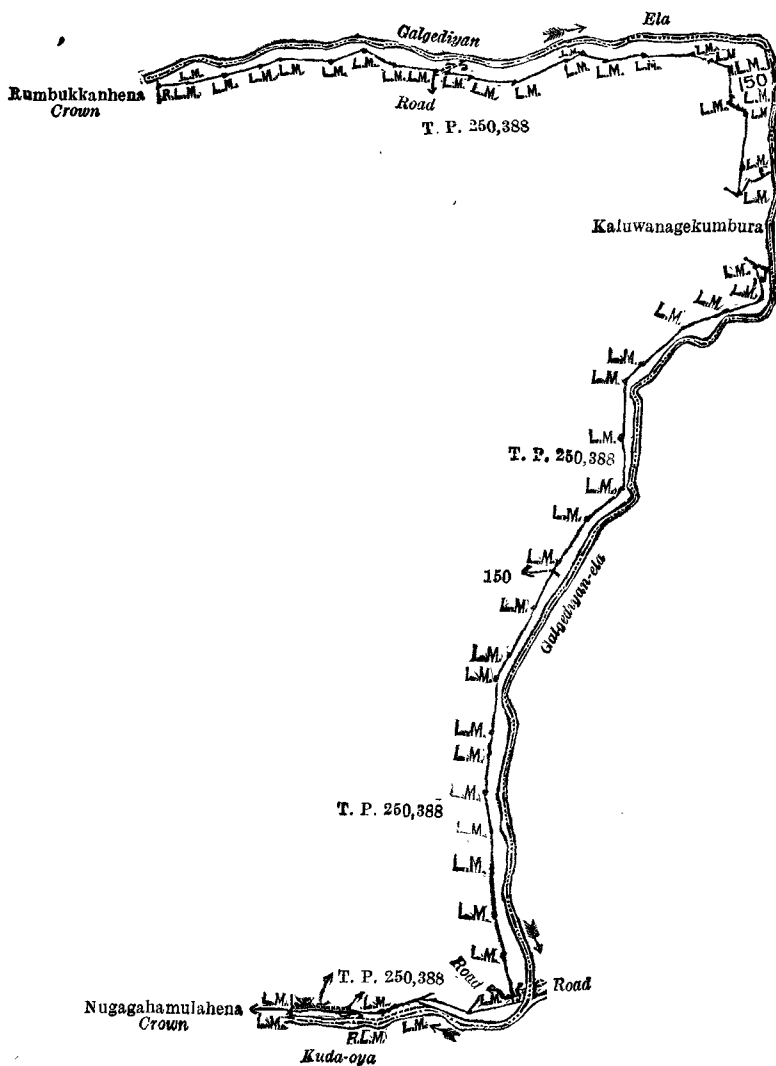 Galgediyan
Ela
L.M. L.M.
L.M. L.M. L.M.
Rumbukkanhena
Crown
R.L.M. L.M. L.M. L.M. L.M. L.M. L.M. L.M. L.M. L.M. L.M. L.M. L.M. L.M.
150
Road
L.M. L.M. L.M.
T. P. 250,388
L.M.
L.M.
Kaluwanagekumbura
L.M.
L.M.
L.M.
L.M.
L.M.
L.M.
L.M.
T. P. 250,388
L.M.
L.M.
L.M.
150
L.M.
Galgediyan-ela
L.M.
L.M.
L.M.
L.M.
L.M.
T. P. 250,388
L.M.
L.M.
L.M.
L.M.
Road
T. P. 250,388
Road
L.M. L.M. L.M.
Nugagahamulahena
Crown
L.M. R.L.M. L.M.
Kuda-oya